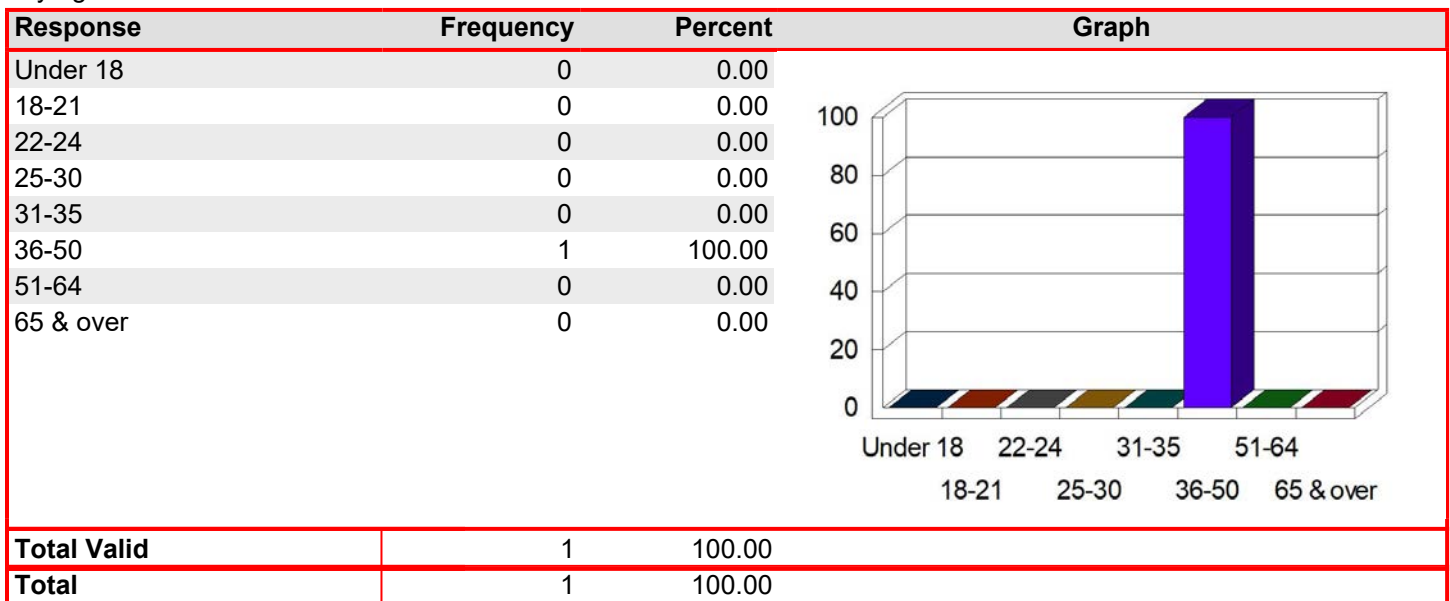 Response Frequency Percent Graph
Under 18 0 0.00
18-21 0 0.00
22-24 0 0.00
25-30 0 0.00
31-35 0 0.00
36-50 1 100.00
51-64 0 0.00
65 & over 0 0.00
100
80
60
40
20
0
Under 18 22-24 31-35 51-64
18-21 25-30 36-50 65 & over
Total Valid 1 100.00
Total 1 100.00